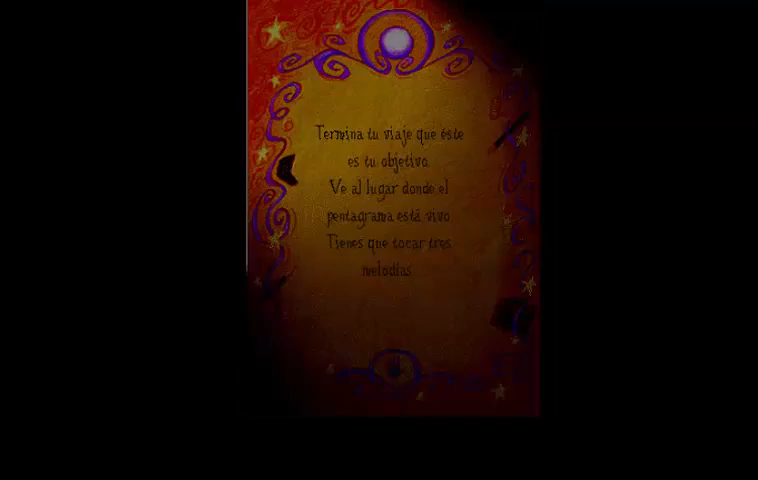 Termina tu viaje que éste
es tu objetivo
Ve al lugar donde el
pentagrama está vivo
Tienes que tocar tres
melodías